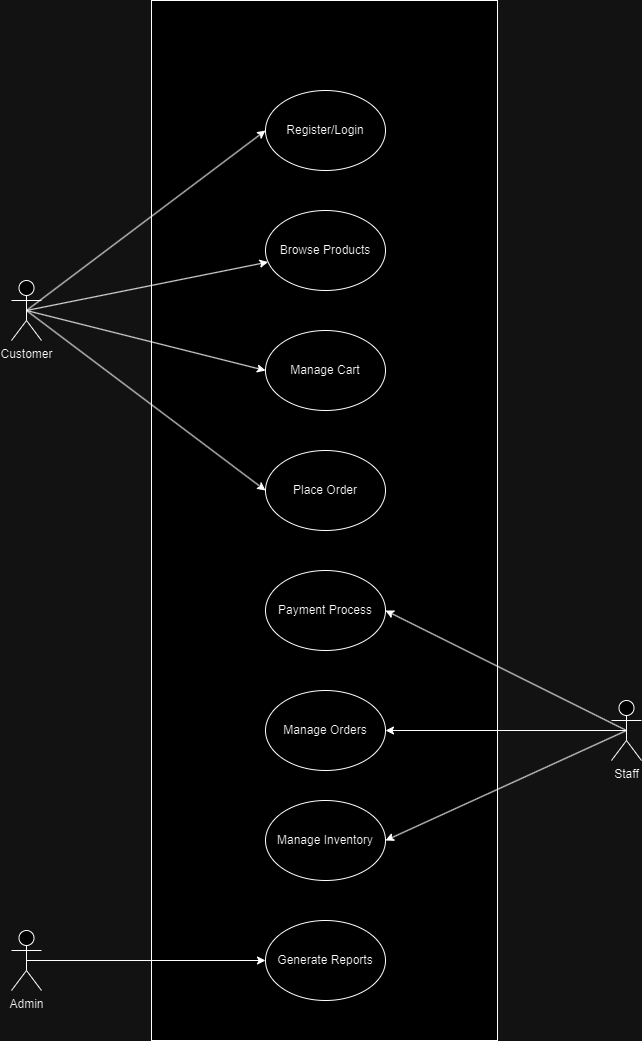 Register/Login
Browse Products
Customer
Manage Cart
Place Order
Payment Process
Manage Orders
Staff
Manage Inventory
Generate Reports
Admin